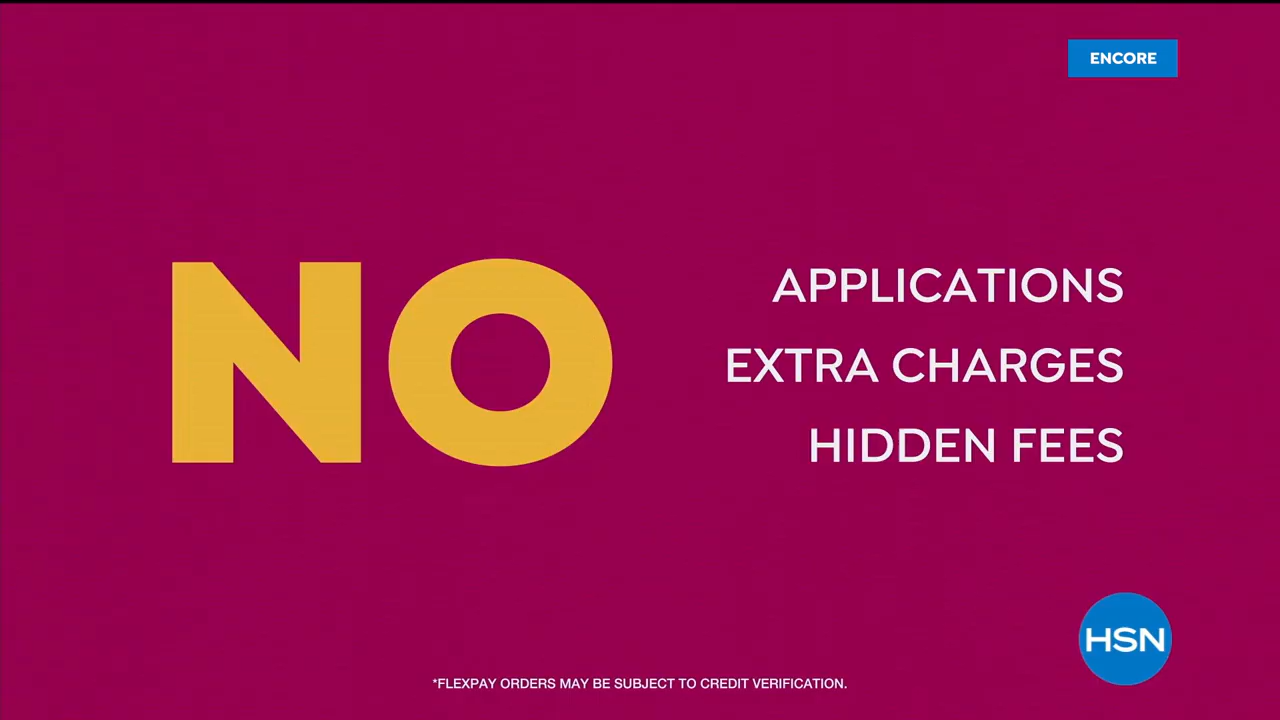 ENCORE
NO
APPLICATIONS
EXTRA CHARGES
HIDDEN FEES
HSN
*FLEXPAY ORDERS MAY BE SUBJECT TO CREDIT VERIFICATION.